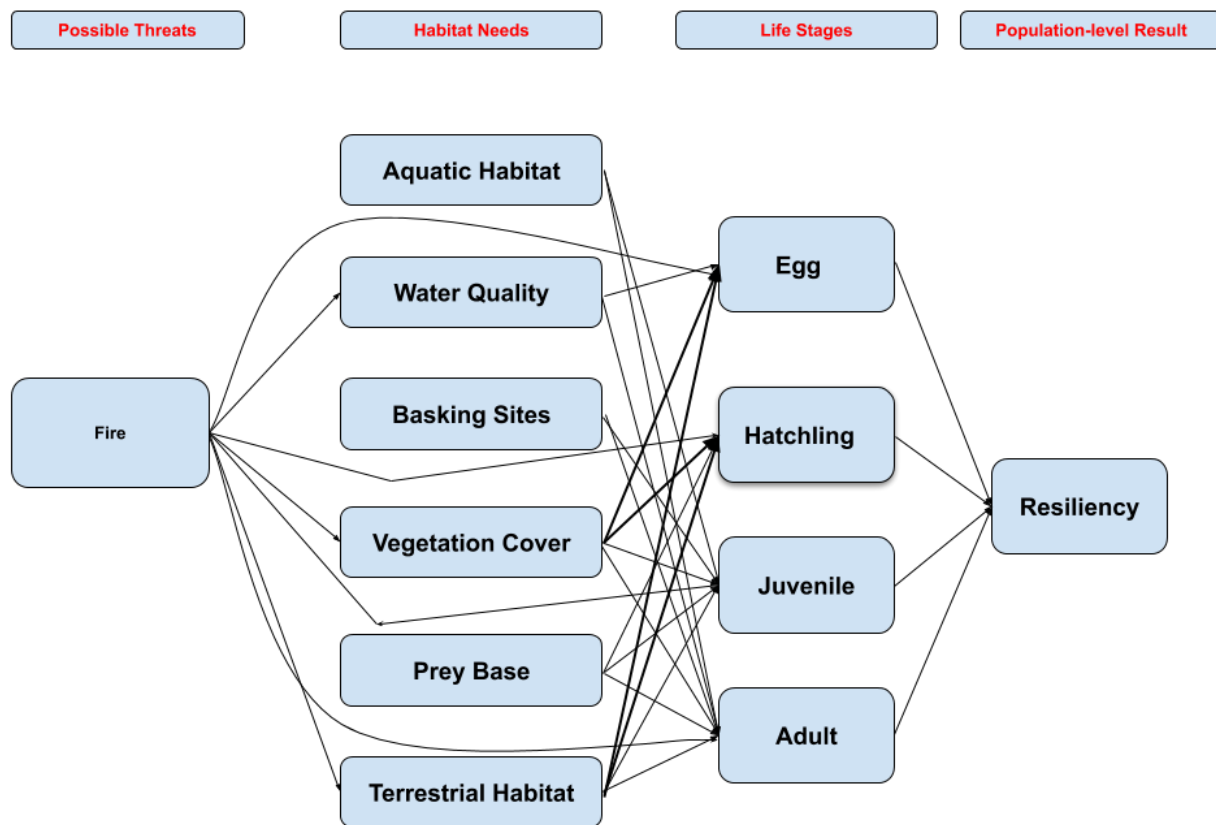 Possible Threats
Habitat Needs
Life Stages
Population-level Result
Aquatic Habitat
Egg
Water Quality
Basking Sites
Fire
Hatchling
Resiliency
Vegetation Cover
Juvenile
Prey Base
Adult
Terrestrial Habitat